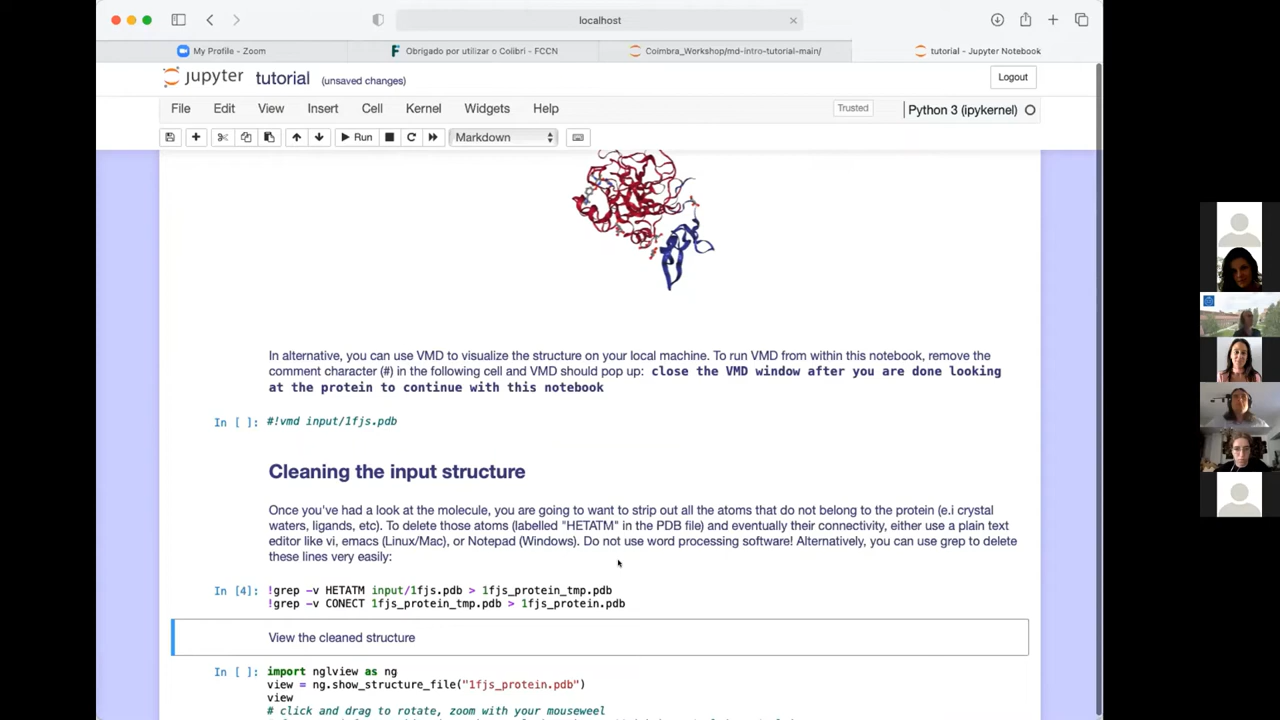 localhost
My Profile - Zoom
Obrigado por utilizar o Colibri - FCCN
Coimbra_Workshop/md-intro-tutorial-main/
tutorial - Jupyter Notebook
jupyter tutorial (unsaved changes)
Logout
File Edit View Insert Cell Kernel Widgets Help
Trusted
Python 3 (ipykernel)
Run
Markdown
In alternative, you can use VMD to visualize the structure on your local machine. To run VMD from within this notebook, remove the
comment character (#) in the following cell and VMD should pop up: close the VMD window after you are done looking
at the protein to continue with this notebook
In [ ]: #!vmd input/1fjs.pdb
Cleaning the input structure
Once you've had a look at the molecule, you are going to want to strip out all the atoms that do not belong to the protein (e.i crystal
waters, ligands, etc). To delete those atoms (labelled "HETATM" in the PDB file) and eventually their connectivity, either use a plain text
editor like vi, emacs (Linux/Mac), or Notepad (Windows). Do not use word processing software! Alternatively, you can use grep to delete
these lines very easily:
In [4]: !grep -v HETATM input/1fjs.pdb > 1fjs_protein_tmp.pdb
!grep -v CONECT 1fjs_protein_tmp.pdb > 1fjs_protein.pdb
View the cleaned structure
In [ ]: import nglview as ng
view = ng.show_structure_file("1fjs_protein.pdb")
view
# click and drag to rotate, zoom with your mouseweel